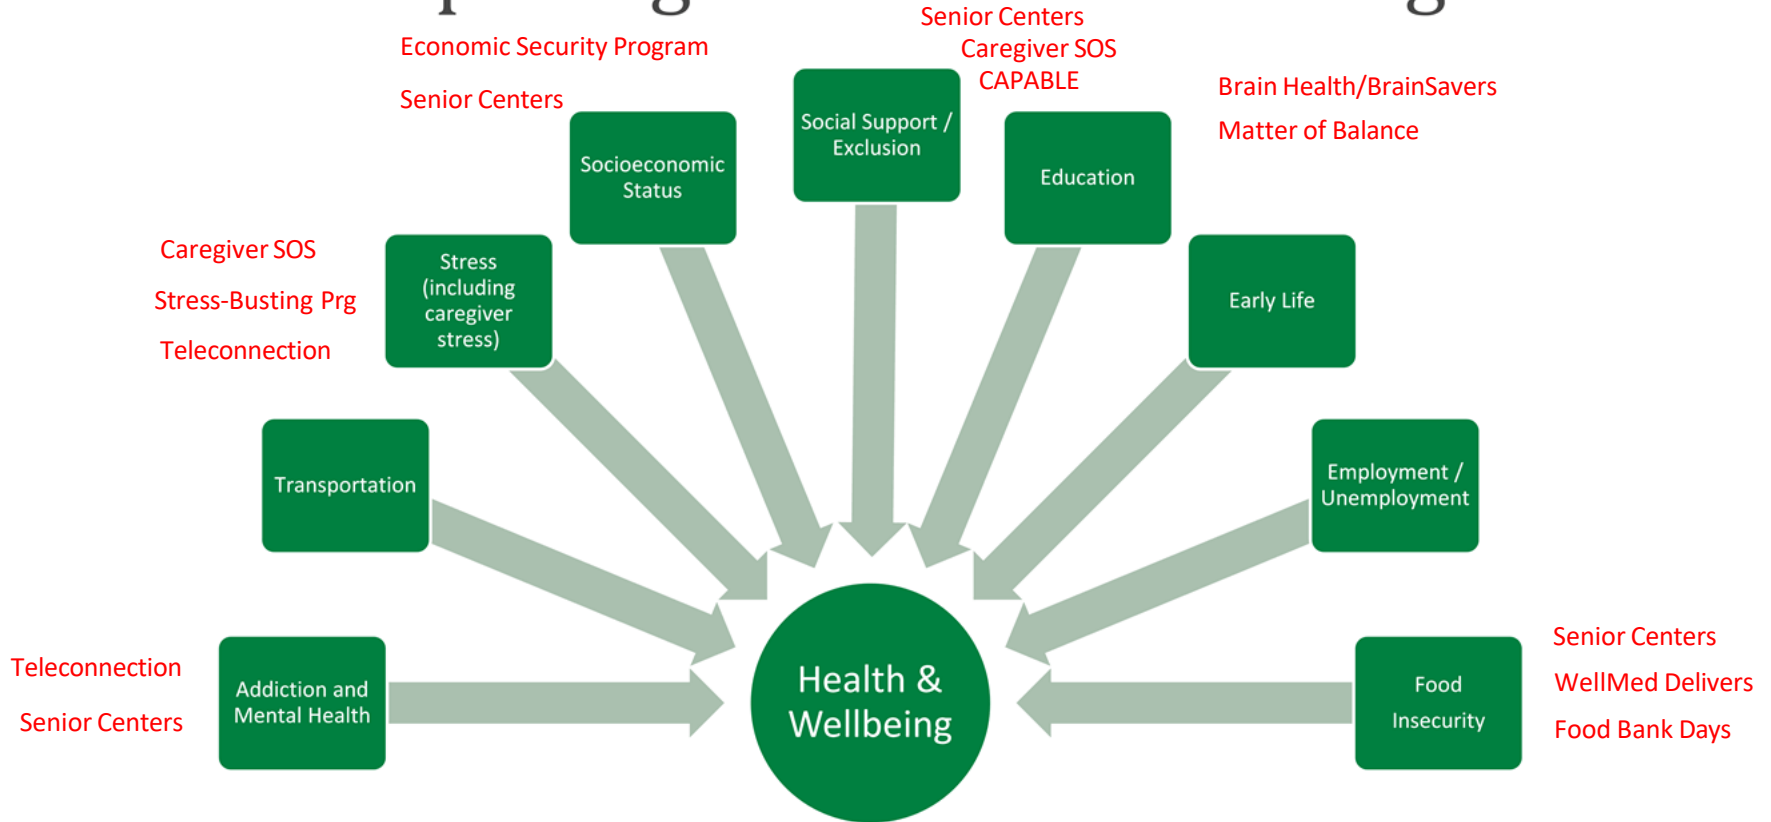 Economic Security Program
Senior Centers
Senior Centers
Caregiver SOS
CAPABLE
Brain Health/BrainSavers
Matter of Balance
Social Support /
Exclusion
Socioeconomic
Status
Education
Caregiver SOS
Stress-Busting Prg
Teleconnection
Stress
(including
caregiver
stress)
Early Life
Transportation
Employment /
Unemployment
Teleconnection
Senior Centers
Addiction and
Mental Health
Health &
Wellbeing
Food
Insecurity
Senior Centers
WellMed Delivers
Food Bank Days